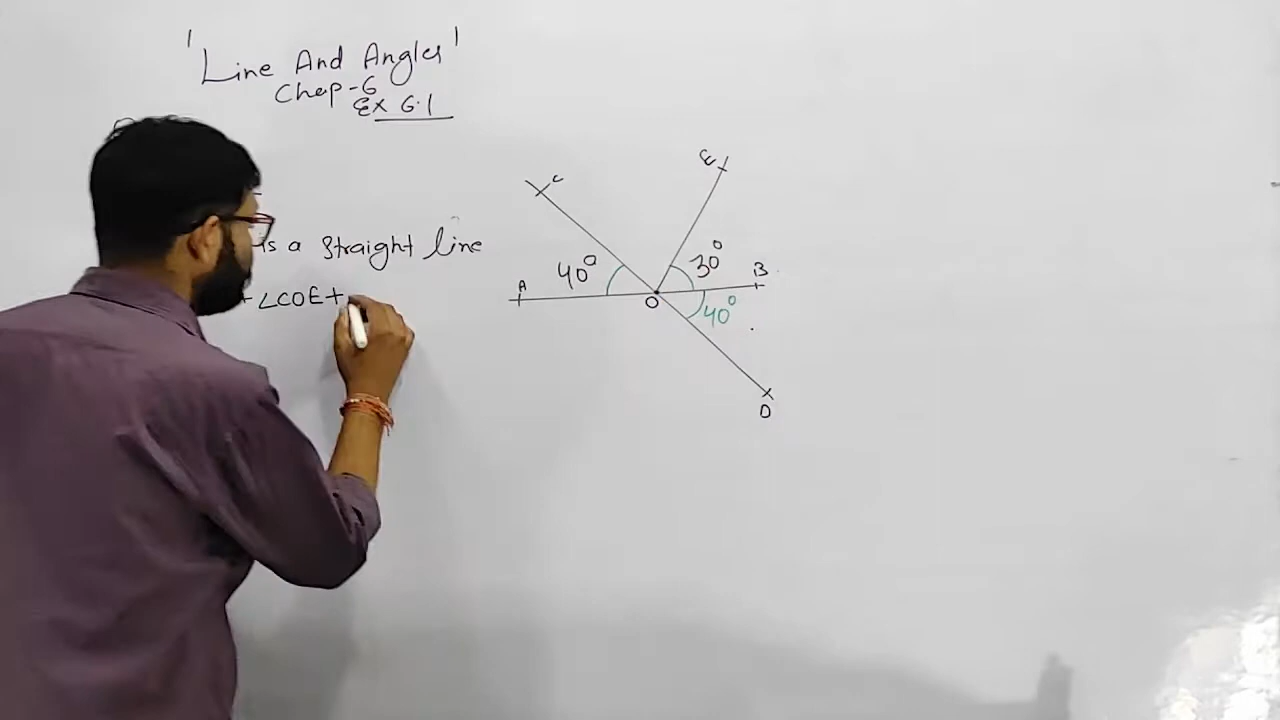 'Line And Angles'
Chap-6
Ex 6.1
is a straight line
+ ∠COE +
C
E
A
40°
30°
B
O
40°
D